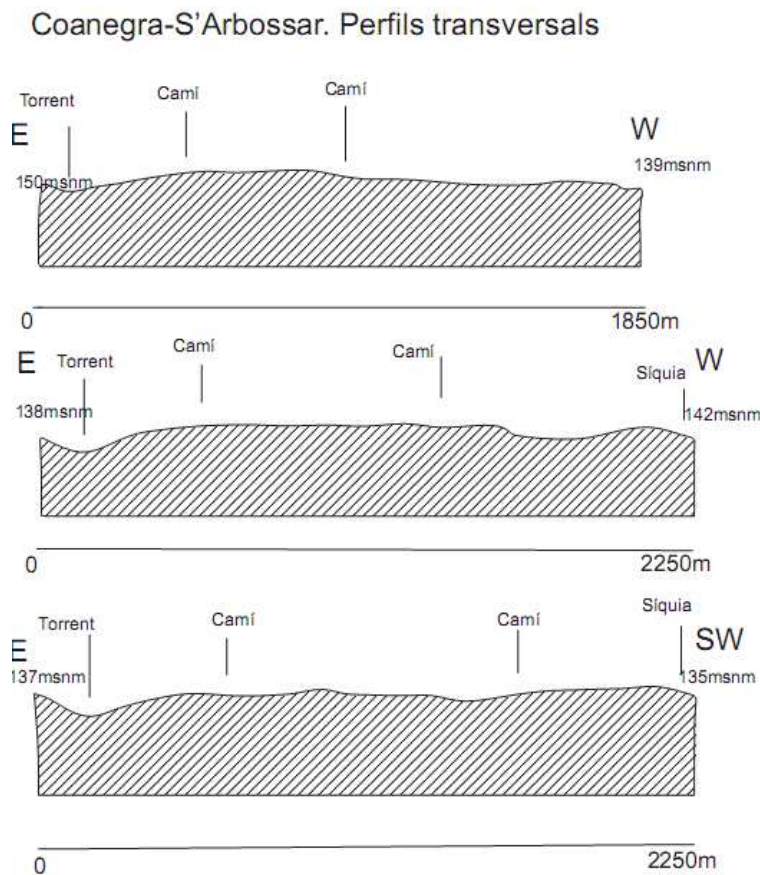 Coanegra-S'Arbossar. Perfils transversals
Torrent
Camí
Camí
E
W
150msnm
139msnm
0
1850m
E
Torrent
Camí
Camí
Síquia
W
138msnm
142msnm
0
2250m
E
Torrent
Camí
Camí
Síquia
SW
137msnm
135msnm
0
2250m